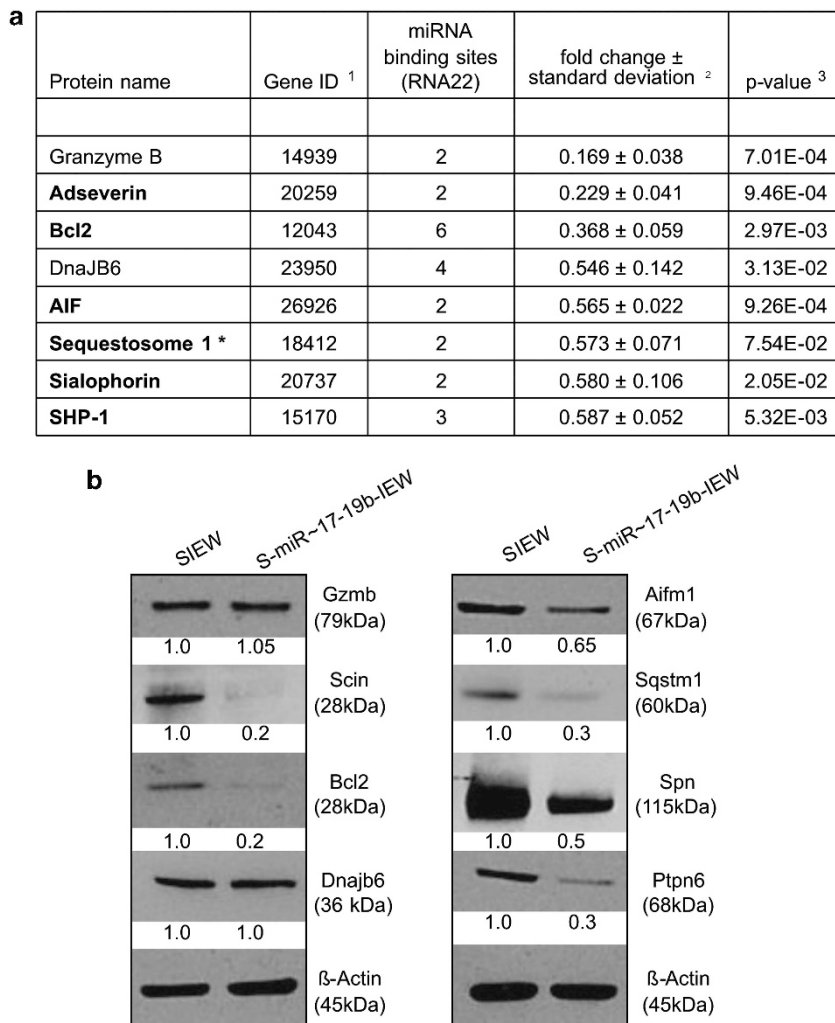 a
Protein name | Gene ID 1 | miRNA binding sites (RNA22) | fold change ± standard deviation 2 | p-value 3
Granzyme B | 14939 | 2 | 0.169 ± 0.038 | 7.01E-04
Adseverin | 20259 | 2 | 0.229 ± 0.041 | 9.46E-04
Bcl2 | 12043 | 6 | 0.368 ± 0.059 | 2.97E-03
DnaJB6 | 23950 | 4 | 0.546 ± 0.142 | 3.13E-02
AIF | 26926 | 2 | 0.565 ± 0.022 | 9.26E-04
Sequestosome 1 * | 18412 | 2 | 0.573 ± 0.071 | 7.54E-02
Sialophorin | 20737 | 2 | 0.580 ± 0.106 | 2.05E-02
SHP-1 | 15170 | 3 | 0.587 ± 0.052 | 5.32E-03
b
SIEW S-miR~17-19b-IEW
Gzmb
(79kDa)
1.0 1.05
Scin
(28kDa)
1.0 0.2
Bcl2
(28kDa)
1.0 0.2
Dnajb6
(36 kDa)
1.0 1.0
ß-Actin
(45kDa)
SIEW S-miR~17-19b-IEW
Aifm1
(67kDa)
1.0 0.65
Sqstm1
(60kDa)
1.0 0.3
Spn
(115kDa)
1.0 0.5
Ptpn6
(68kDa)
1.0 0.3
ß-Actin
(45kDa)